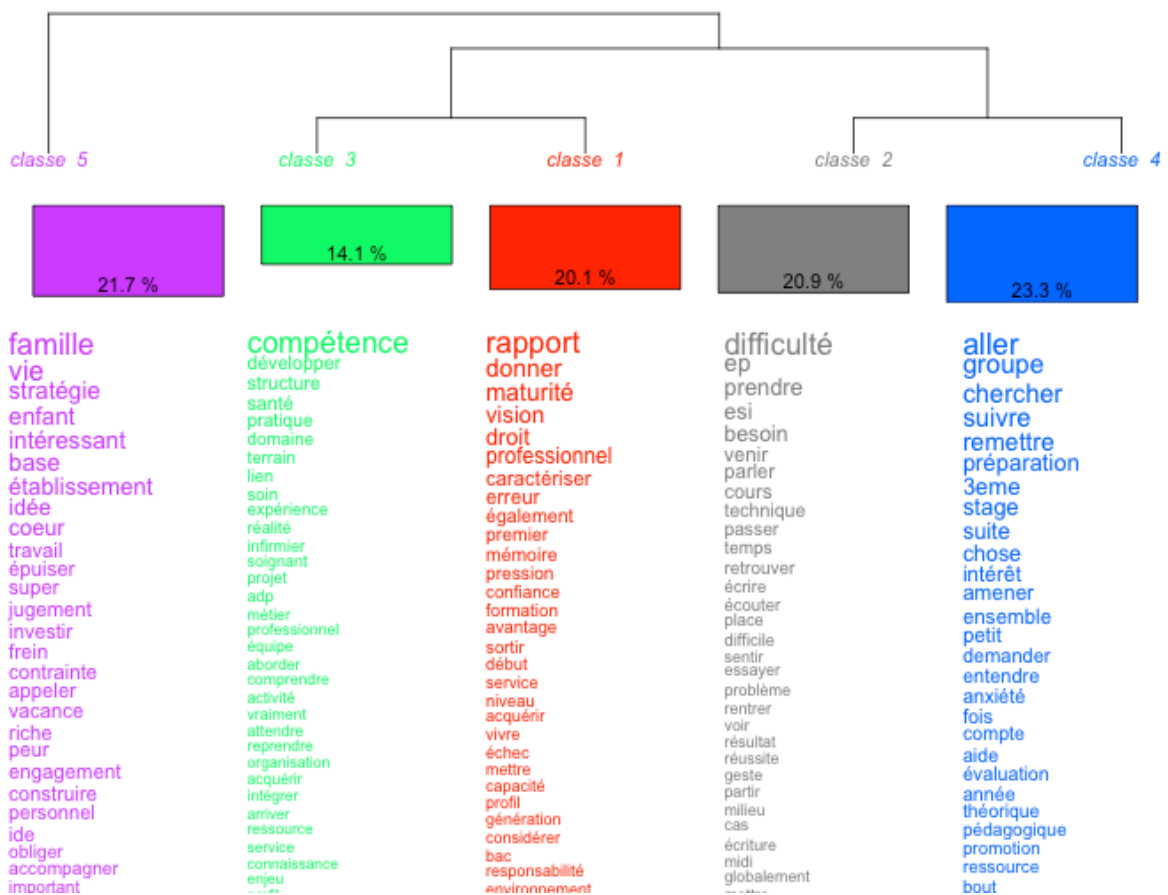 classe 5
classe 3
classe 1
classe 2
classe 4
21.7 %
14.1 %
20.1 %
20.9 %
23.3 %
famille
vie
stratégie
enfant
intéressant
base
établissement
idée
coeur
travail
épuiser
super
jugement
investir
frein
contrainte
appeler
vacance
riche
peur
engagement
construire
personnel
ide
obliger
accompagner
important
compétence
développer
structure
santé
pratique
domaine
terrain
lien
soin
expérience
réalité
infirmier
soignant
projet
adp
métier
professionnel
équipe
aborder
comprendre
activité
vraiment
attendre
reprendre
organisation
acquérir
intégrer
arriver
ressource
service
connaissance
enjeu
rapport
donner
maturité
vision
droit
professionnel
caractériser
erreur
également
premier
mémoire
pression
confiance
formation
avantage
sortir
début
service
niveau
acquérir
vivre
échec
mettre
capacité
profil
génération
considérer
bac
responsabilité
environnement
difficulté
ep
prendre
esi
besoin
venir
parler
cours
technique
passer
temps
retrouver
écrire
écouter
place
difficile
sentir
essayer
problème
rentrer
voir
résultat
réussite
geste
partir
milieu
cas
écriture
midi
globalement
aller
groupe
chercher
suivre
remettre
préparation
3eme
stage
suite
chose
intérêt
amener
ensemble
petit
demander
entendre
anxiété
fois
compte
aide
évaluation
année
théorique
pédagogique
promotion
ressource
bout